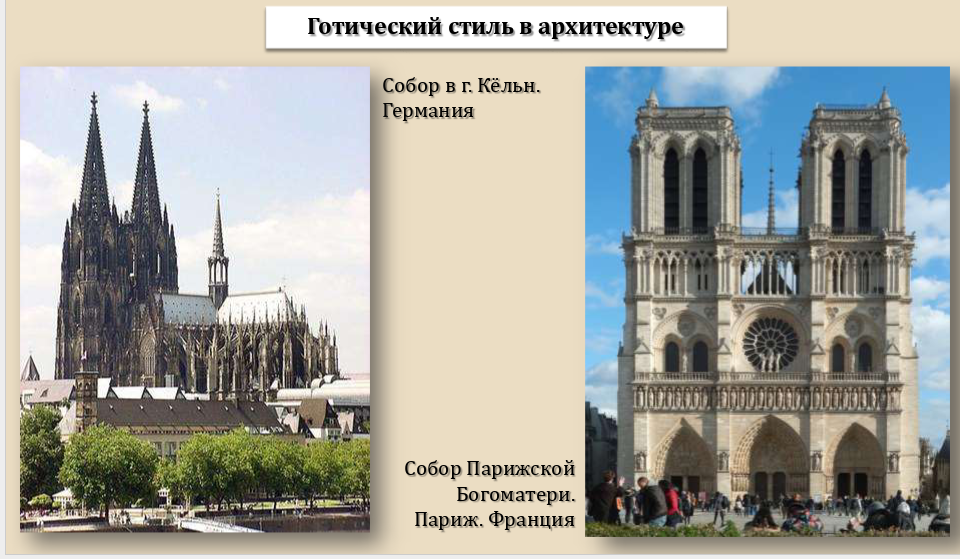 Готический стиль в архитектуре
Собор в г. Кёльн.
Германия
Собор Парижской
Богоматери.
Париж. Франция